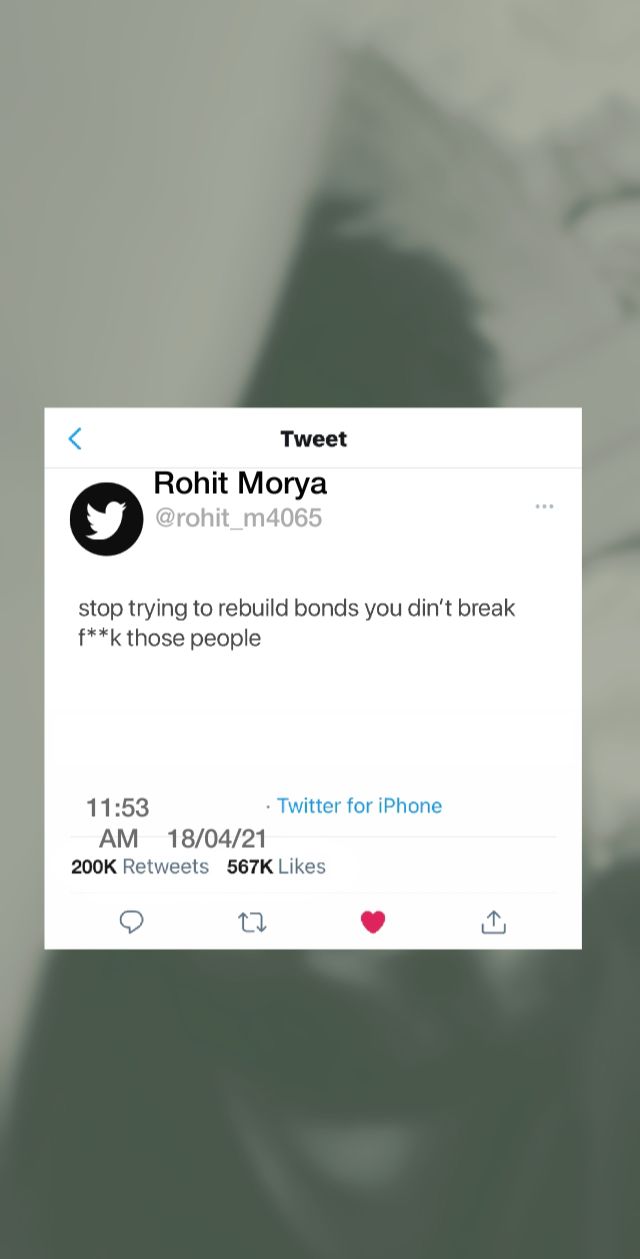 Tweet
Rohit Morya
@rohit_m4065
stop trying to rebuild bonds you din't break
f**k those people
11:53
AM 18/04/21
· Twitter for iPhone
200K Retweets 567K Likes